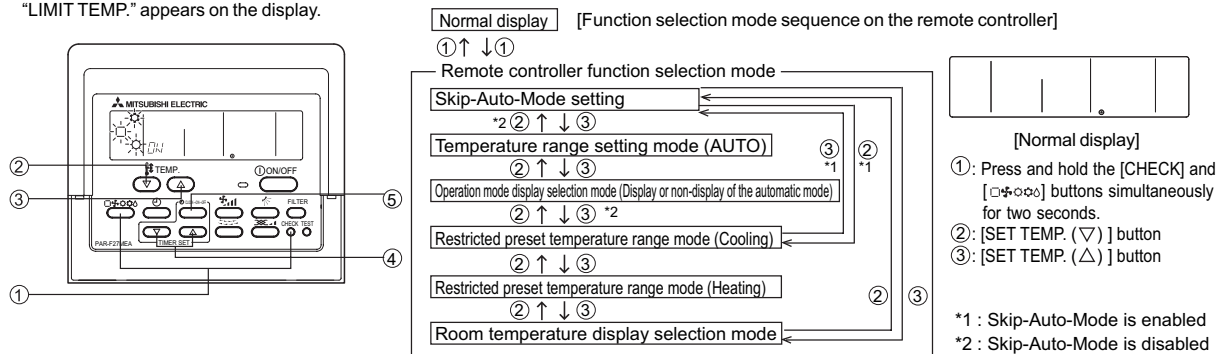 “LIMIT TEMP.” appears on the display.
MITSUBISHI ELECTRIC
ON
TEMP.
ON/OFF
CLOCK→ON→OFF
FILTER
CHECK TEST
PAR-F27MEA
TIMER SET
②
③
①
⑤
④
Normal display
[Function selection mode sequence on the remote controller]
①↑ ↓①
Remote controller function selection mode
Skip-Auto-Mode setting
*2 ② ↑ ↓ ③
Temperature range setting mode (AUTO)
② ↑ ↓ ③
Operation mode display selection mode (Display or non-display of the automatic mode)
② ↑ ↓ ③ *2
Restricted preset temperature range mode (Cooling)
② ↑ ↓ ③
Restricted preset temperature range mode (Heating)
② ↑ ↓ ③
Room temperature display selection mode
③ ②
*1 *1
② ③
[Normal display]
①: Press and hold the [CHECK] and
[ ] buttons simultaneously
for two seconds.
②: [SET TEMP. (▽) ] button
③: [SET TEMP. (△) ] button
*1 : Skip-Auto-Mode is enabled
*2 : Skip-Auto-Mode is disabled